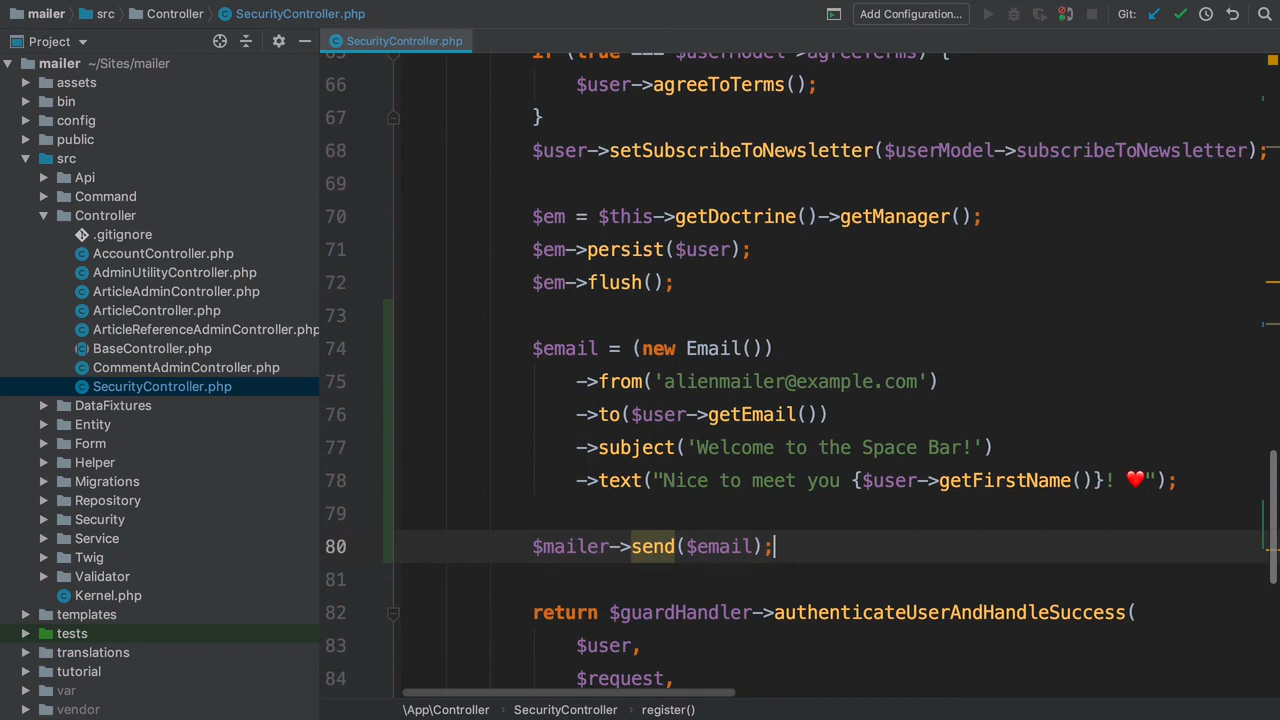 mailer src Controller SecurityController.php Add Configuration... Git:
Project SecurityController.php
mailer ~/Sites/mailer
assets
bin
config
public
src
Api
Command
Controller
.gitignore
AccountController.php
AdminUtilityController.php
ArticleAdminController.php
ArticleController.php
ArticleReferenceAdminController.php
BaseController.php
CommentAdminController.php
SecurityController.php
DataFixtures
Entity
Form
Helper
Migrations
Repository
Security
Service
Twig
Validator
Kernel.php
templates
tests
translations
tutorial
var
vendor
65 if (true === $userModel->agreeTerms) {
66 $user->agreeToTerms();
67 }
68 $user->setSubscribeToNewsletter($userModel->subscribeToNewsletter);
69
70 $em = $this->getDoctrine()->getManager();
71 $em->persist($user);
72 $em->flush();
73
74 $email = (new Email())
75 ->from('alienmailer@example.com')
76 ->to($user->getEmail())
77 ->subject('Welcome to the Space Bar!')
78 ->text("Nice to meet you {$user->getFirstName()}! ❤️");
79
80 $mailer->send($email);
81
82 return $guardHandler->authenticateUserAndHandleSuccess(
83 $user,
84 $request,
\App\Controller SecurityController register()